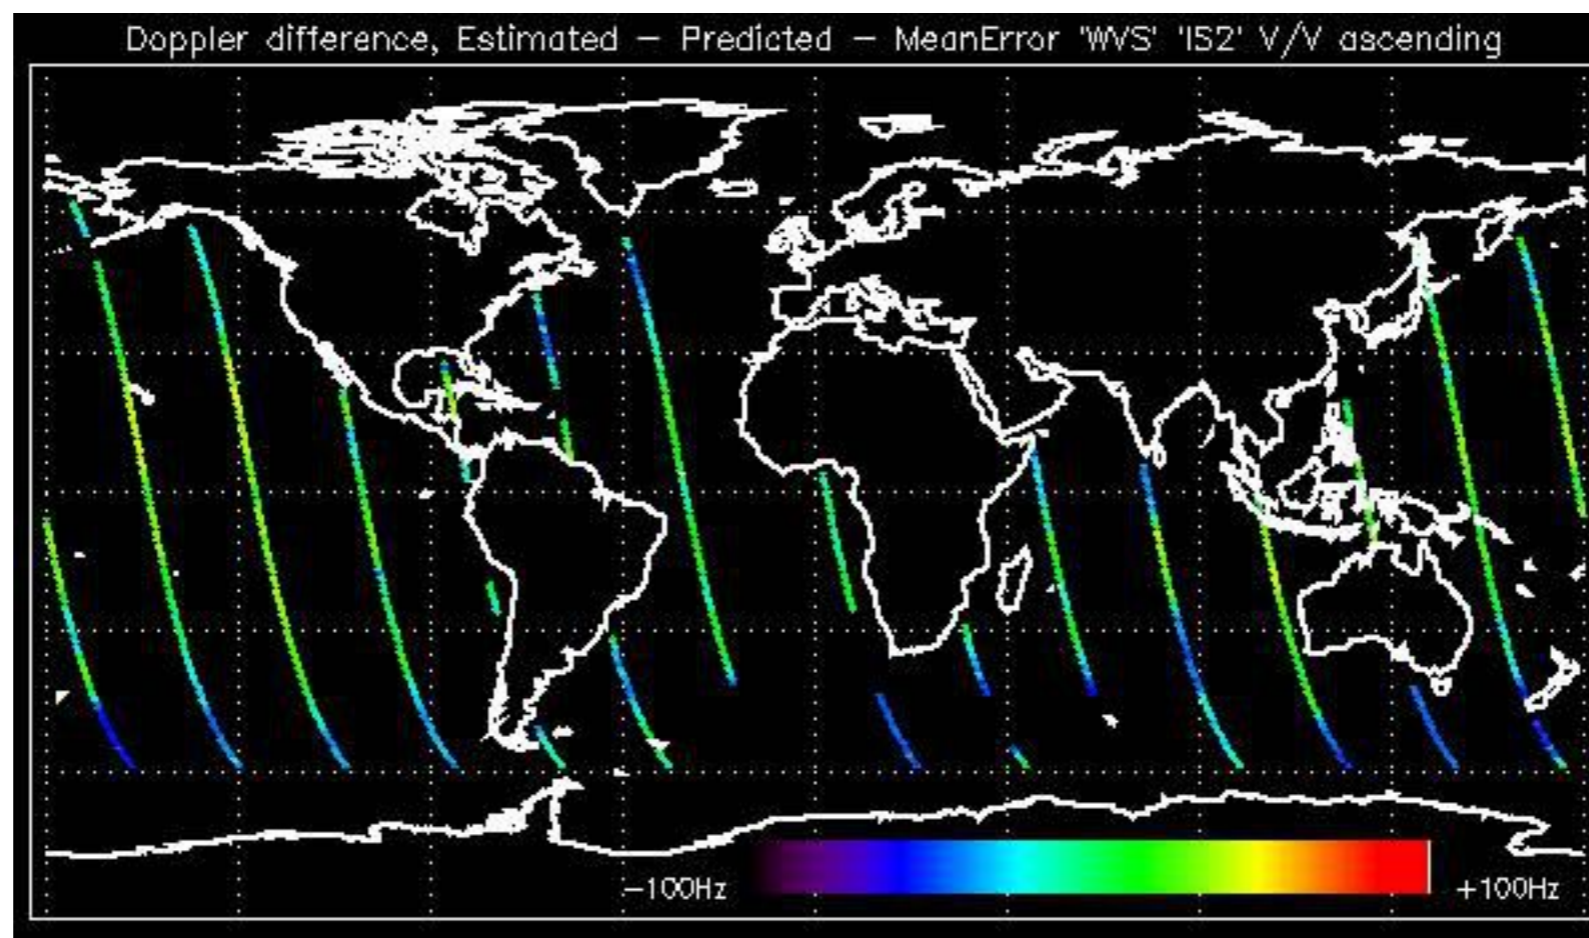 Doppler difference, Estimated – Predicted – MeanError 'WVS' 'IS2' V/V ascending
−100Hz
+100Hz